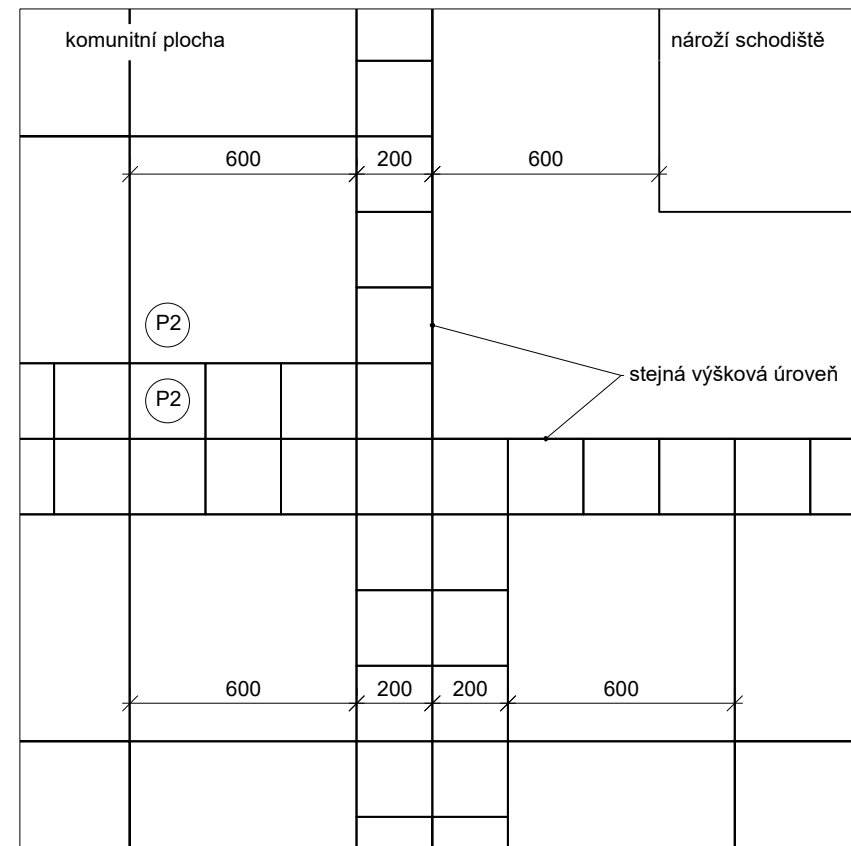 komunitní plocha
nároží schodiště
600
200
600
P2
stejná výšková úroveň
P2
600
200
200
600